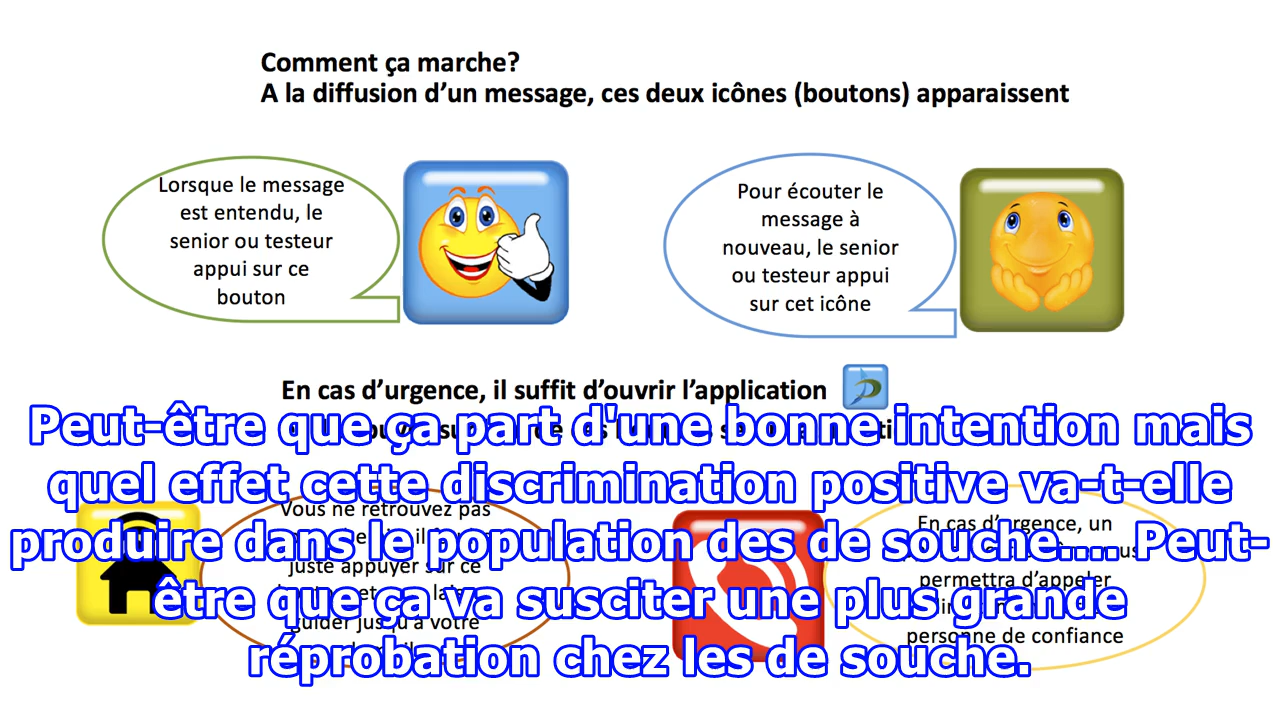 Comment ça marche?
A la diffusion d'un message, ces deux icônes (boutons) apparaissent
Lorsque le message
est entendu, le
senior ou testeur
appui sur ce
bouton
Pour écouter le
message à
nouveau, le senior
ou testeur appui
sur cet icône
En cas d'urgence, il suffit d'ouvrir l'application
Peut-être que ça part d'une bonne intention mais
quel effet cette discrimination positive va-t-elle
produire dans le population des de souche.... Peut-
être que ça va susciter une plus grande
réprobation chez les de souche.
Vous ne retrouvez pas
juste appuyer sur ce
guider jusqu'à votre
En cas d'urgence, un
permettra d'appeler
personne de confiance